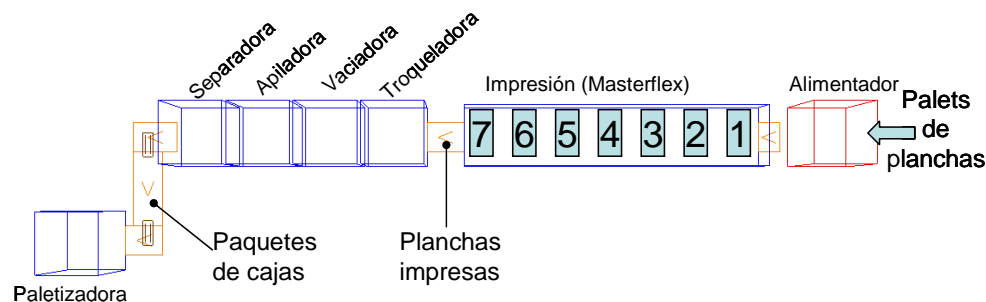 Separadora
Apiladora
Vaciadora
Troqueladora
Impresión (Masterflex)
Alimentador
Palets
de
planchas
7 6 5 4 3 2 1
Paquetes
de cajas
Planchas
impresas
Paletizadora